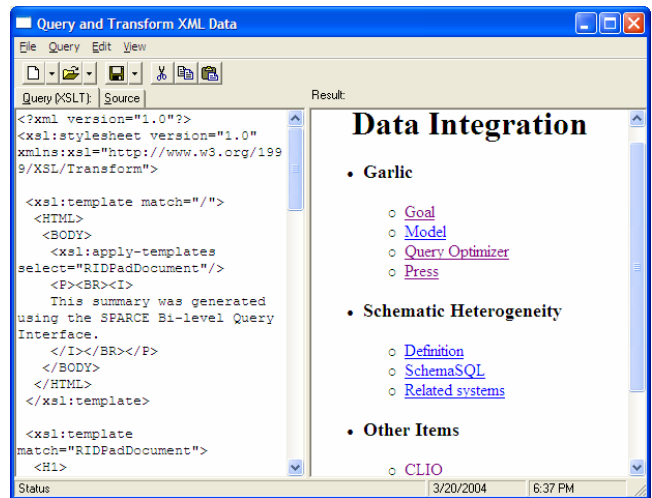 Query and Transform XML Data
File Query Edit View
Query (XSLT): Source
Result:
<?xml version="1.0"?>
<xsl:stylesheet version="1.0"
xmlns:xsl="http://www.w3.org/199
9/XSL/Transform">
<xsl:template match="/">
<HTML>
<BODY>
<xsl:apply-templates
select="RIDPadDocument"/>
<P><BR><I>
This summary was generated
using the SPARCE Bi-level Query
Interface.
</I></BR></P>
</BODY>
</HTML>
</xsl:template>
<xsl:template
match="RIDPadDocument">
<H1>
Data Integration
• Garlic
o Goal
o Model
o Query Optimizer
o Press
• Schematic Heterogeneity
o Definition
o SchemaSQL
o Related systems
• Other Items
o CLIO
Status 3/20/2004 6:37 PM